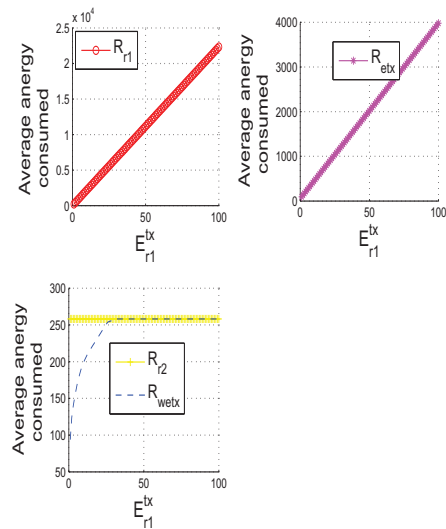 x 10^4
2.5
2
1.5
1
0.5
0
0 50 100
R_r1
Average anergy
consumed
E_r1^tx
4000
3000
2000
1000
0
0 50 100
R_etx
Average anergy
consumed
E_r1^tx
300
250
200
150
100
50
0 50 100
R_r2
R_wetx
Average anergy
consumed
E_r1^tx